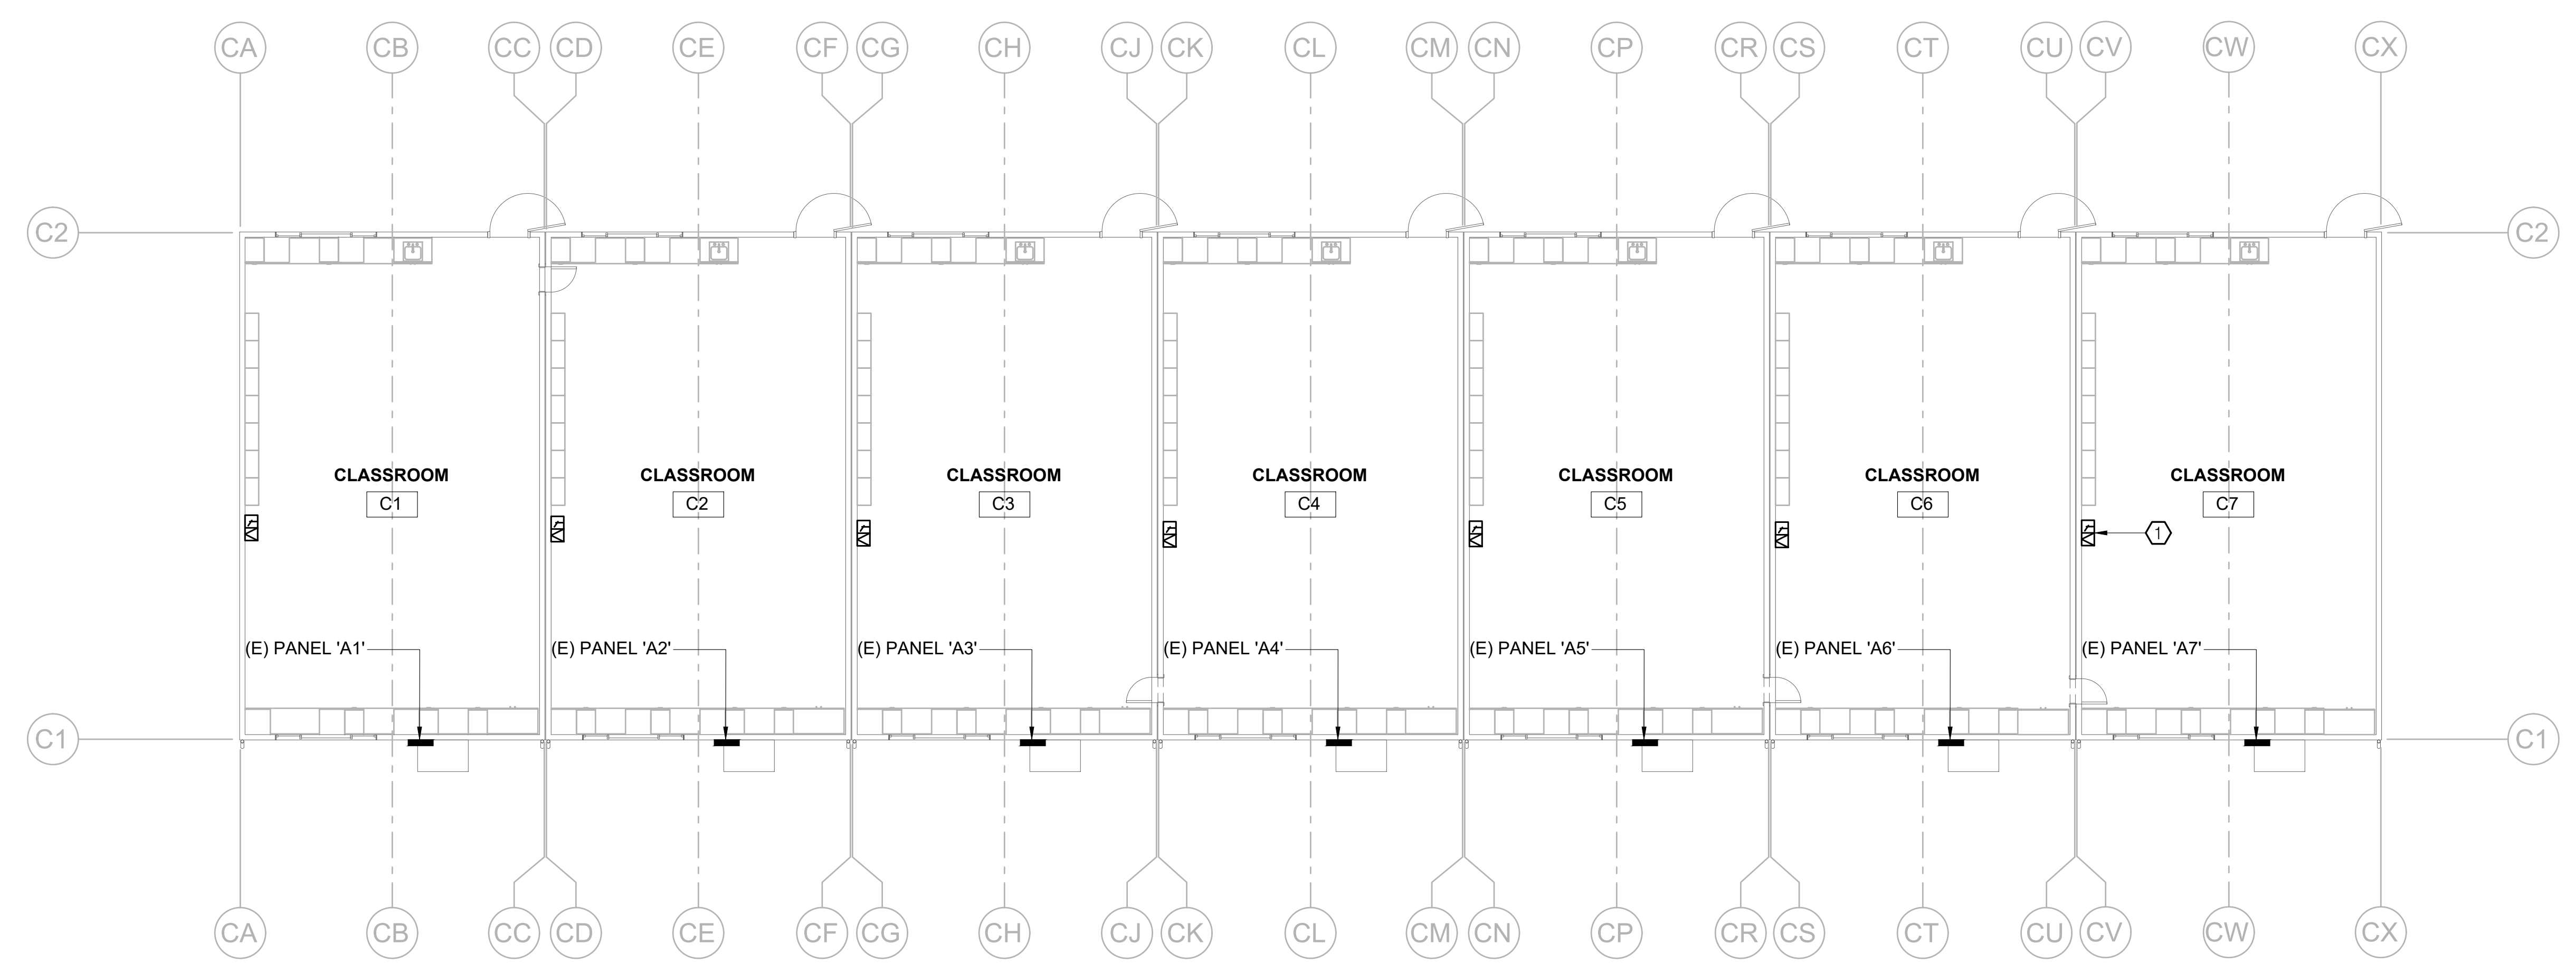 CA CB CC CD CE CF CG CH CJ CK CL CM CN CP CR CS CT CU CV CW CX
C2 C2
CLASSROOM CLASSROOM CLASSROOM CLASSROOM CLASSROOM CLASSROOM CLASSROOM
C1 C2 C3 C4 C5 C6 C7
1
(E) PANEL 'A1' (E) PANEL 'A2' (E) PANEL 'A3' (E) PANEL 'A4' (E) PANEL 'A5' (E) PANEL 'A6' (E) PANEL 'A7'
C1 C1
CA CB CC CD CE CF CG CH CJ CK CL CM CN CP CR CS CT CU CV CW CX